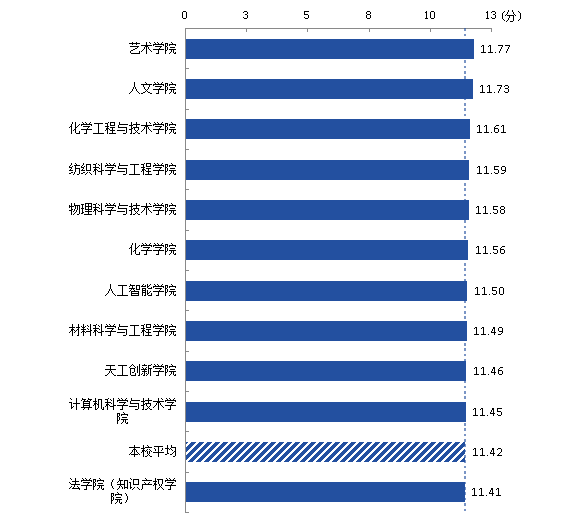 0 3 5 8 10 13 (分)
艺术学院 11.77
人文学院 11.73
化学工程与技术学院 11.61
纺织科学与工程学院 11.59
物理科学与技术学院 11.58
化学学院 11.56
人工智能学院 11.50
材料科学与工程学院 11.49
天工创新学院 11.46
计算机科学与技术学
院 11.45
本校平均 11.42
法学院（知识产权学
院） 11.41